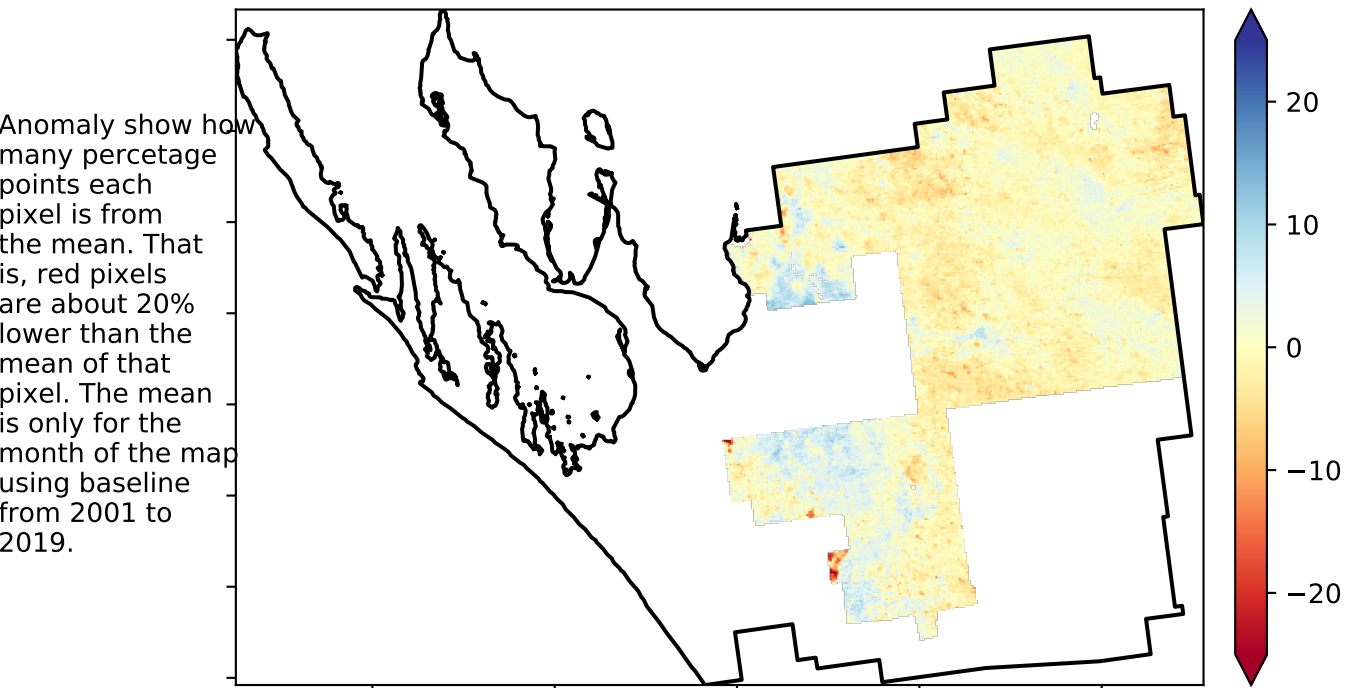 Anomaly show how
many percetage
points each
pixel is from
the mean. That
is, red pixels
are about 20%
lower than the
mean of that
pixel. The mean
is only for the
month of the map
using baseline
from 2001 to
2019.
20
10
0
−10
−20